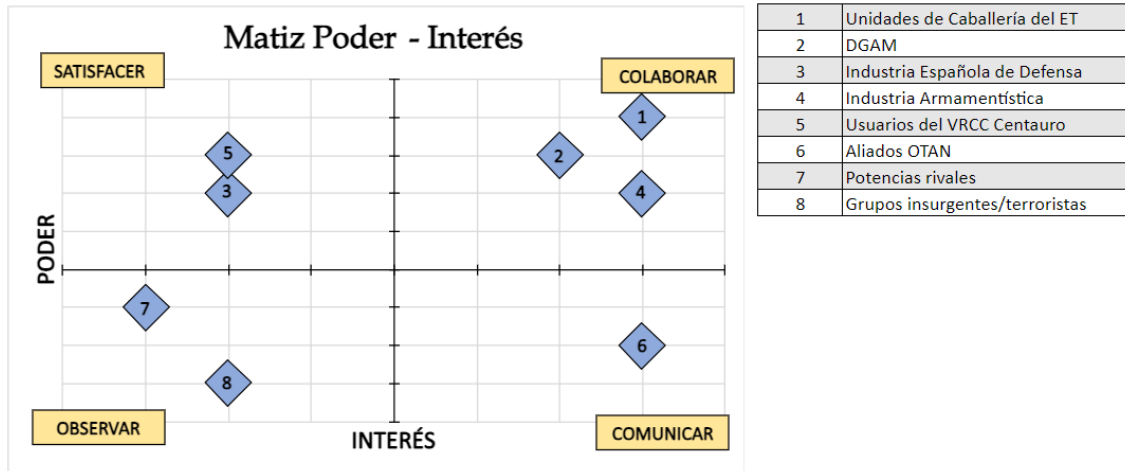 Matiz Poder - Interés
SATISFACER
COLABORAR
1
5
2
3
4
PODER
7
6
8
OBSERVAR
INTERÉS
COMUNICAR
1 Unidades de Caballería del ET
2 DGAM
3 Industria Española de Defensa
4 Industria Armamentística
5 Usuarios del VRCC Centauro
6 Aliados OTAN
7 Potencias rivales
8 Grupos insurgentes/terroristas